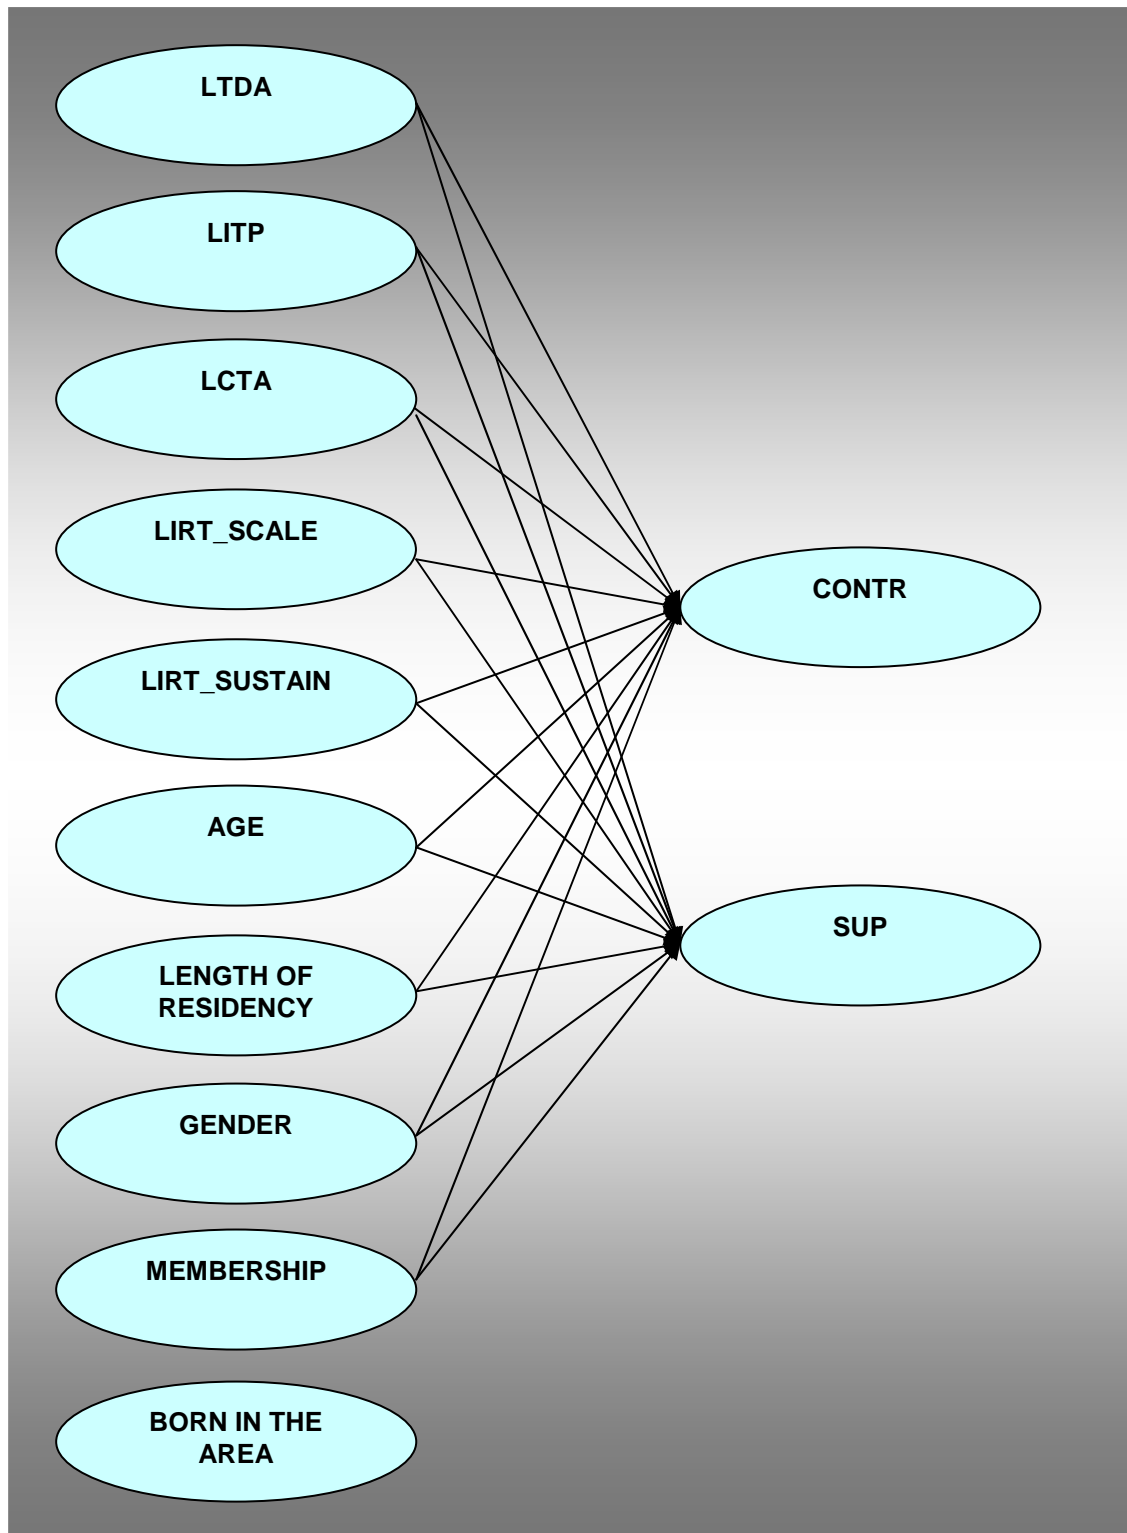 LTDA
LITP
LCTA
LIRT_SCALE
LIRT_SUSTAIN
AGE
LENGTH OF
RESIDENCY
GENDER
MEMBERSHIP
BORN IN THE
AREA
CONTR
SUP